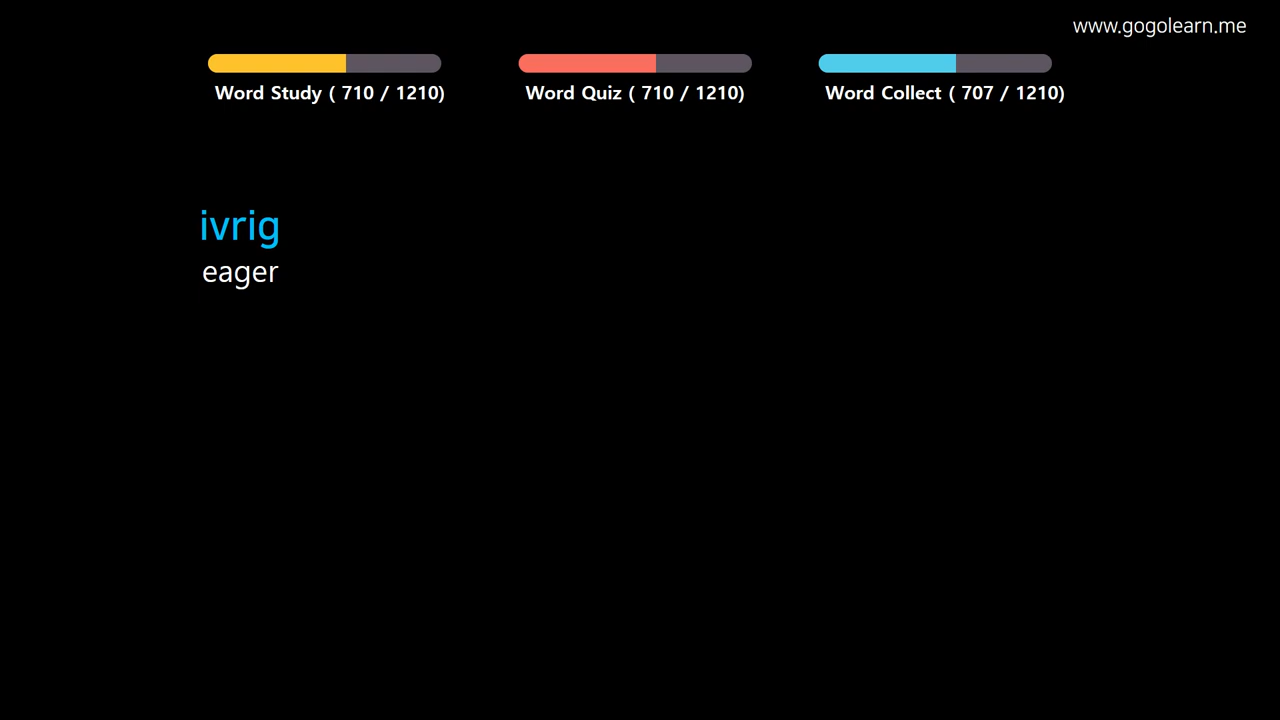 www.gogolearn.me
Word Study ( 710 / 1210)
Word Quiz ( 710 / 1210)
Word Collect ( 707 / 1210)
ivrig
eager